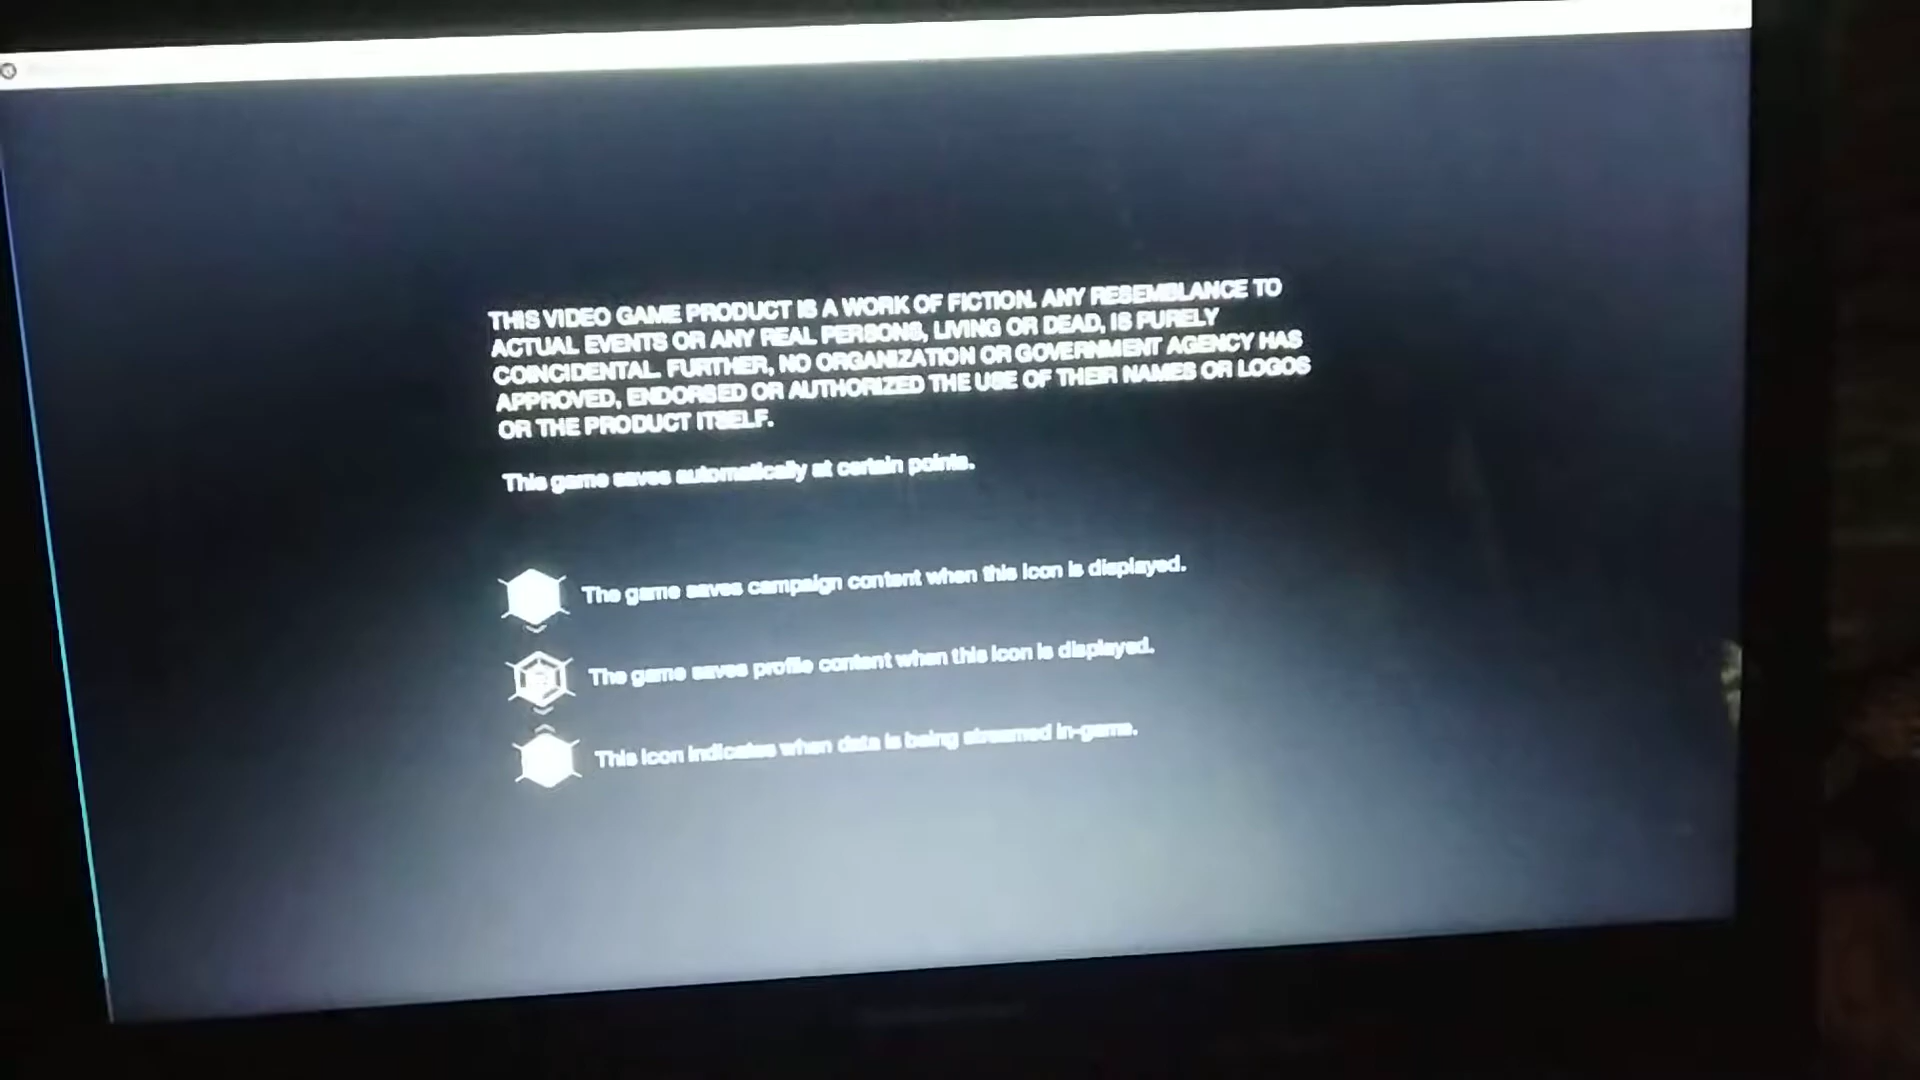 THIS VIDEO GAME PRODUCT IS A WORK OF FICTION. ANY RESEMBLANCE TO
ACTUAL EVENTS OR ANY REAL PERSONS, LIVING OR DEAD, IS PURELY
COINCIDENTAL. FURTHER, NO ORGANIZATION OR GOVERNMENT AGENCY HAS
APPROVED, ENDORSED OR AUTHORIZED THE USE OF THEIR NAMES OR LOGOS
OR THE PRODUCT ITSELF.
This game saves automatically at certain points.
The game saves campaign content when this icon is displayed.
The game saves profile content when this icon is displayed.
This icon indicates when data is being streamed in-game.